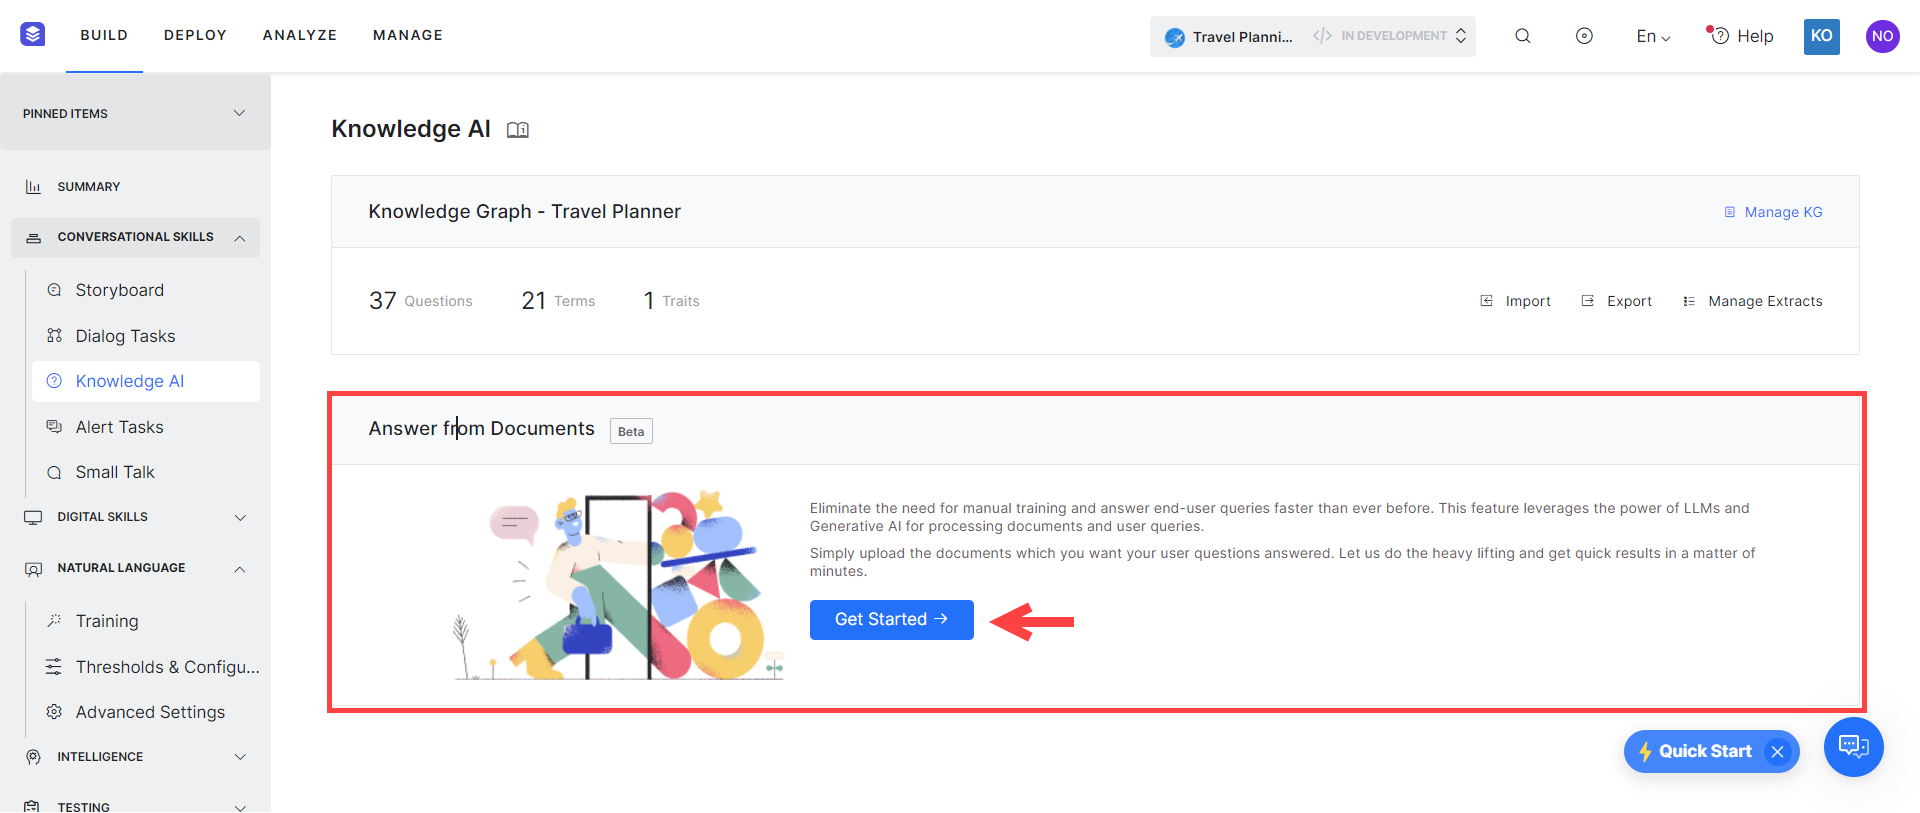 BUILD DEPLOY ANALYZE MANAGE
Travel Planni... </> IN DEVELOPMENT
En
Help
KO
NO
PINNED ITEMS
SUMMARY
CONVERSATIONAL SKILLS
Storyboard
Dialog Tasks
Knowledge AI
Alert Tasks
Small Talk
DIGITAL SKILLS
NATURAL LANGUAGE
Training
Thresholds & Configu...
Advanced Settings
INTELLIGENCE
TESTING
Knowledge AI
Knowledge Graph - Travel Planner
Manage KG
37 Questions 21 Terms 1 Traits
Import Export Manage Extracts
Answer from Documents Beta
Eliminate the need for manual training and answer end-user queries faster than ever before. This feature leverages the power of LLMs and
Generative AI for processing documents and user queries.
Simply upload the documents which you want your user questions answered. Let us do the heavy lifting and get quick results in a matter of
minutes.
Get Started →
Quick Start